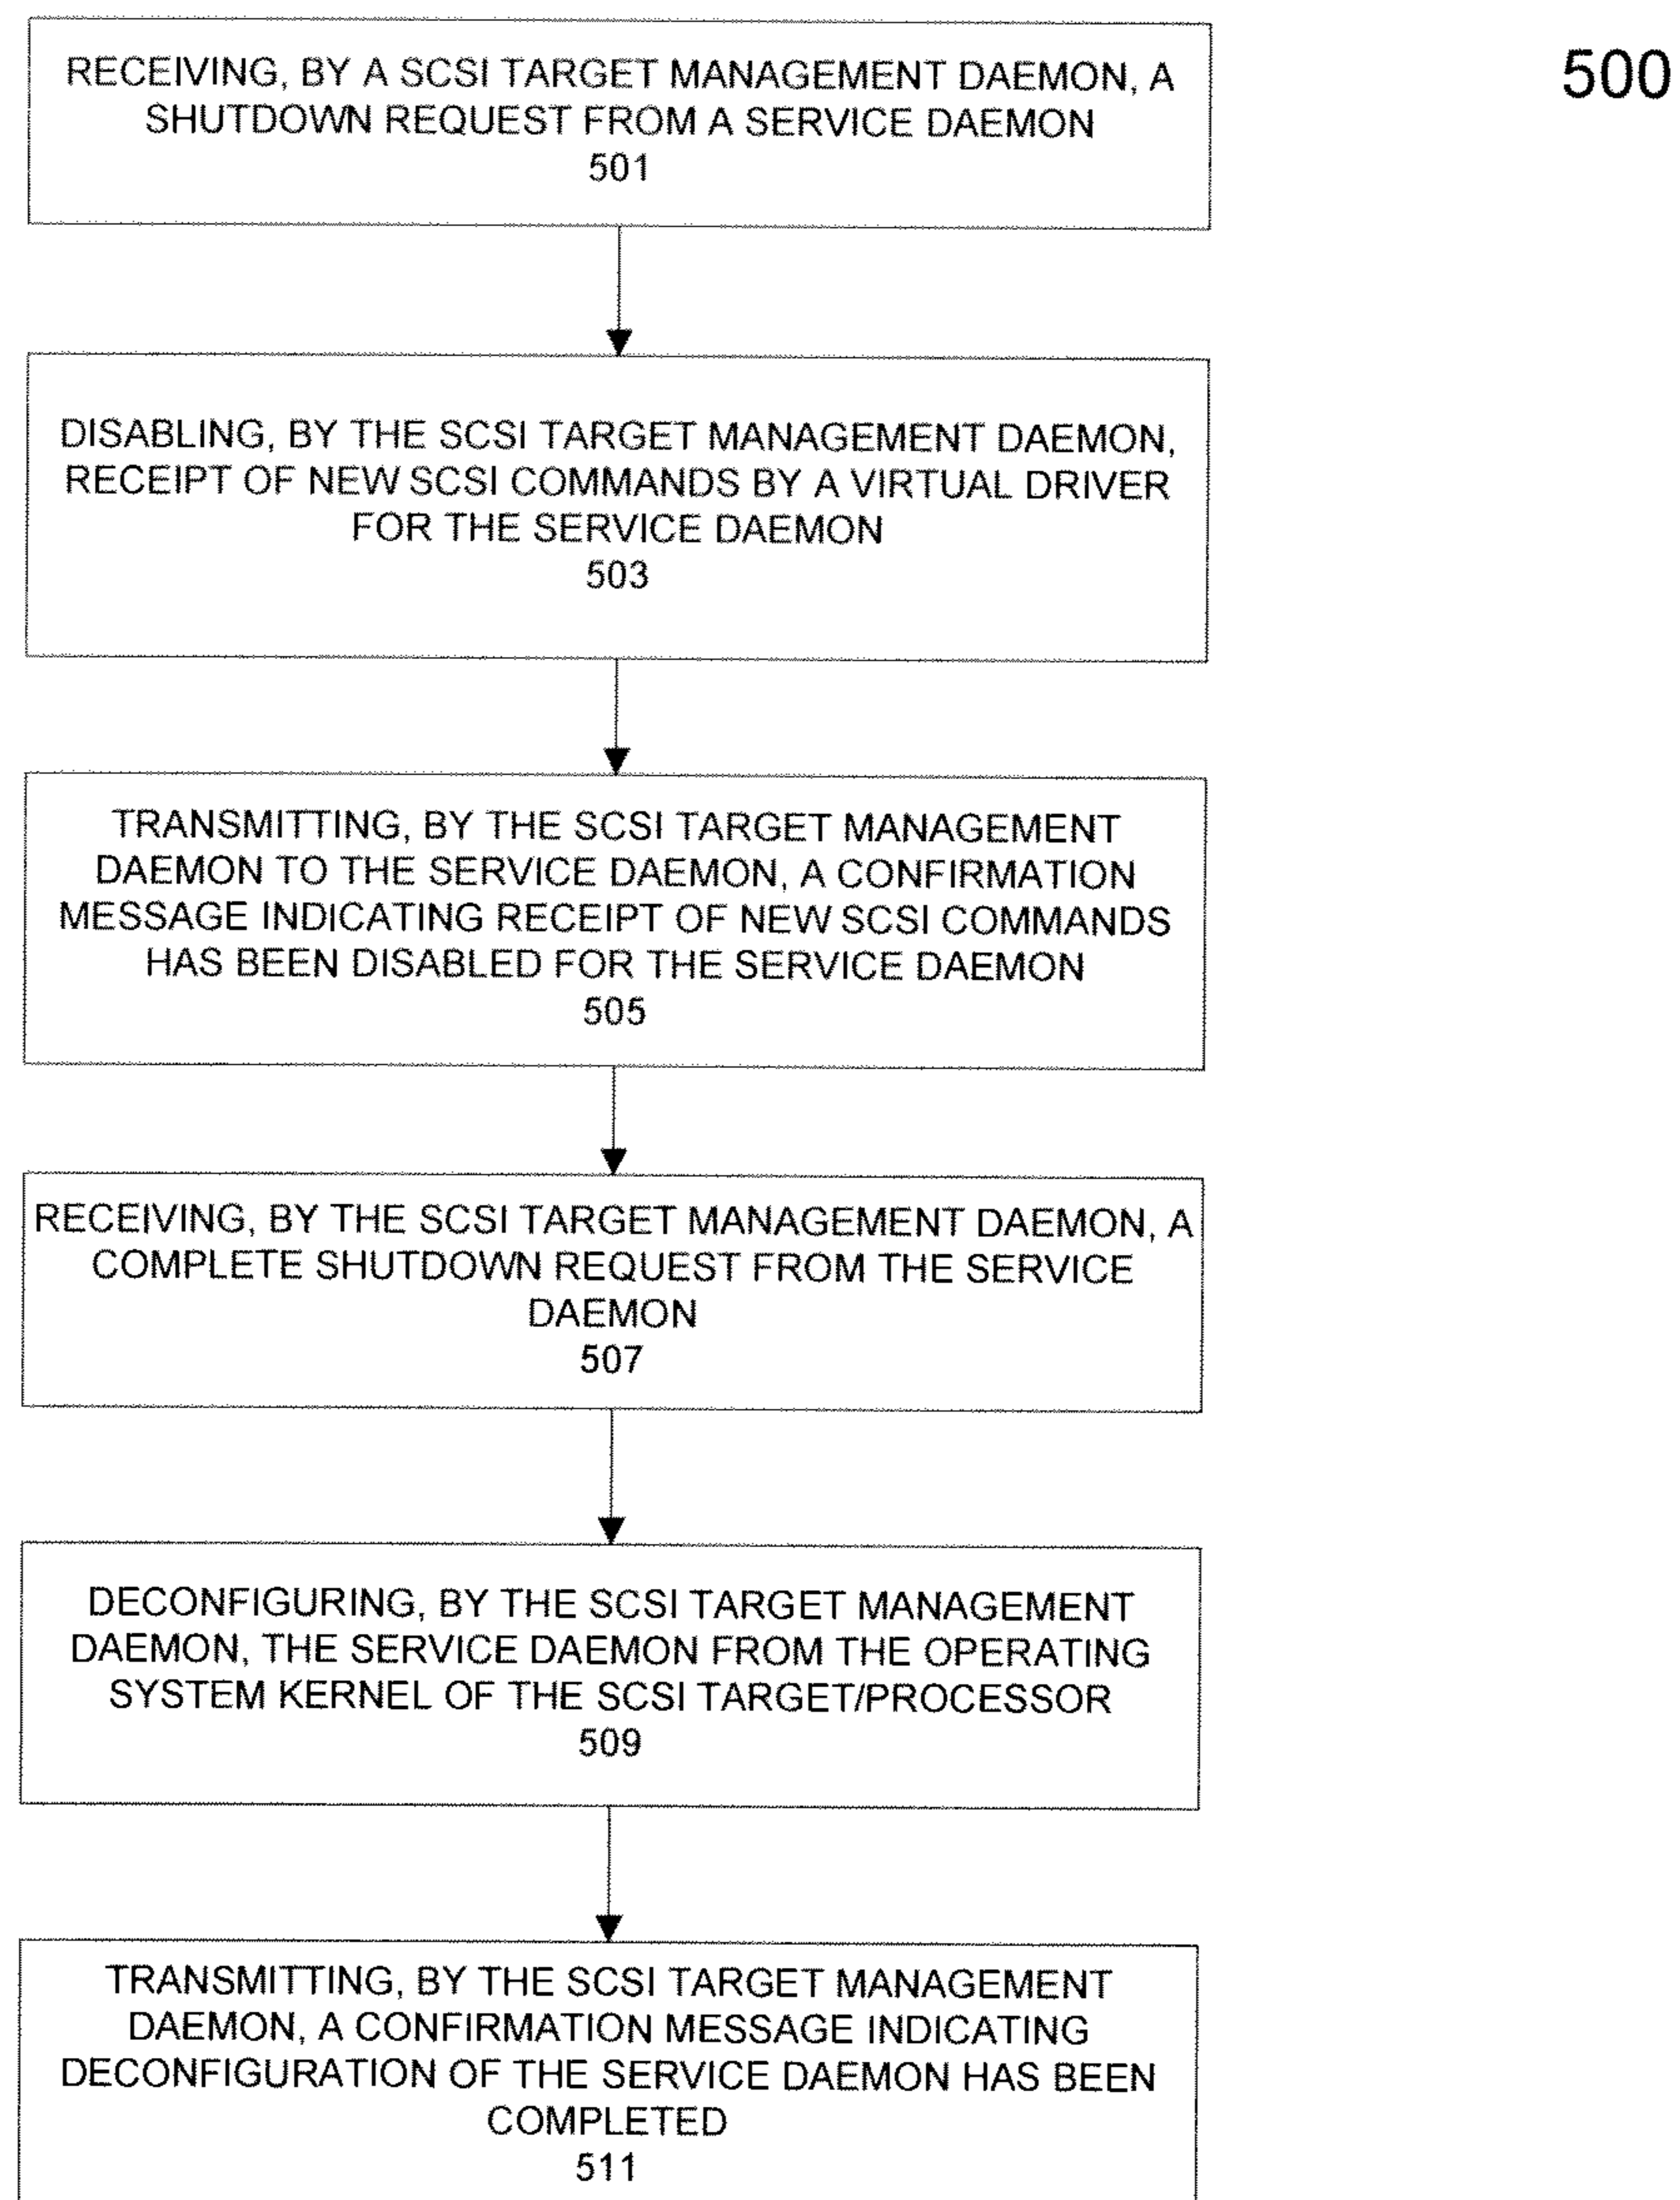 500
RECEIVING, BY A SCSI TARGET MANAGEMENT DAEMON, A
SHUTDOWN REQUEST FROM A SERVICE DAEMON
501
DISABLING, BY THE SCSI TARGET MANAGEMENT DAEMON,
RECEIPT OF NEW SCSI COMMANDS BY A VIRTUAL DRIVER
FOR THE SERVICE DAEMON
503
TRANSMITTING, BY THE SCSI TARGET MANAGEMENT
DAEMON TO THE SERVICE DAEMON, A CONFIRMATION
MESSAGE INDICATING RECEIPT OF NEW SCSI COMMANDS
HAS BEEN DISABLED FOR THE SERVICE DAEMON
505
RECEIVING, BY THE SCSI TARGET MANAGEMENT DAEMON, A
COMPLETE SHUTDOWN REQUEST FROM THE SERVICE
DAEMON
507
DECONFIGURING, BY THE SCSI TARGET MANAGEMENT
DAEMON, THE SERVICE DAEMON FROM THE OPERATING
SYSTEM KERNEL OF THE SCSI TARGET/PROCESSOR
509
TRANSMITTING, BY THE SCSI TARGET MANAGEMENT
DAEMON, A CONFIRMATION MESSAGE INDICATING
DECONFIGURATION OF THE SERVICE DAEMON HAS BEEN
COMPLETED
511